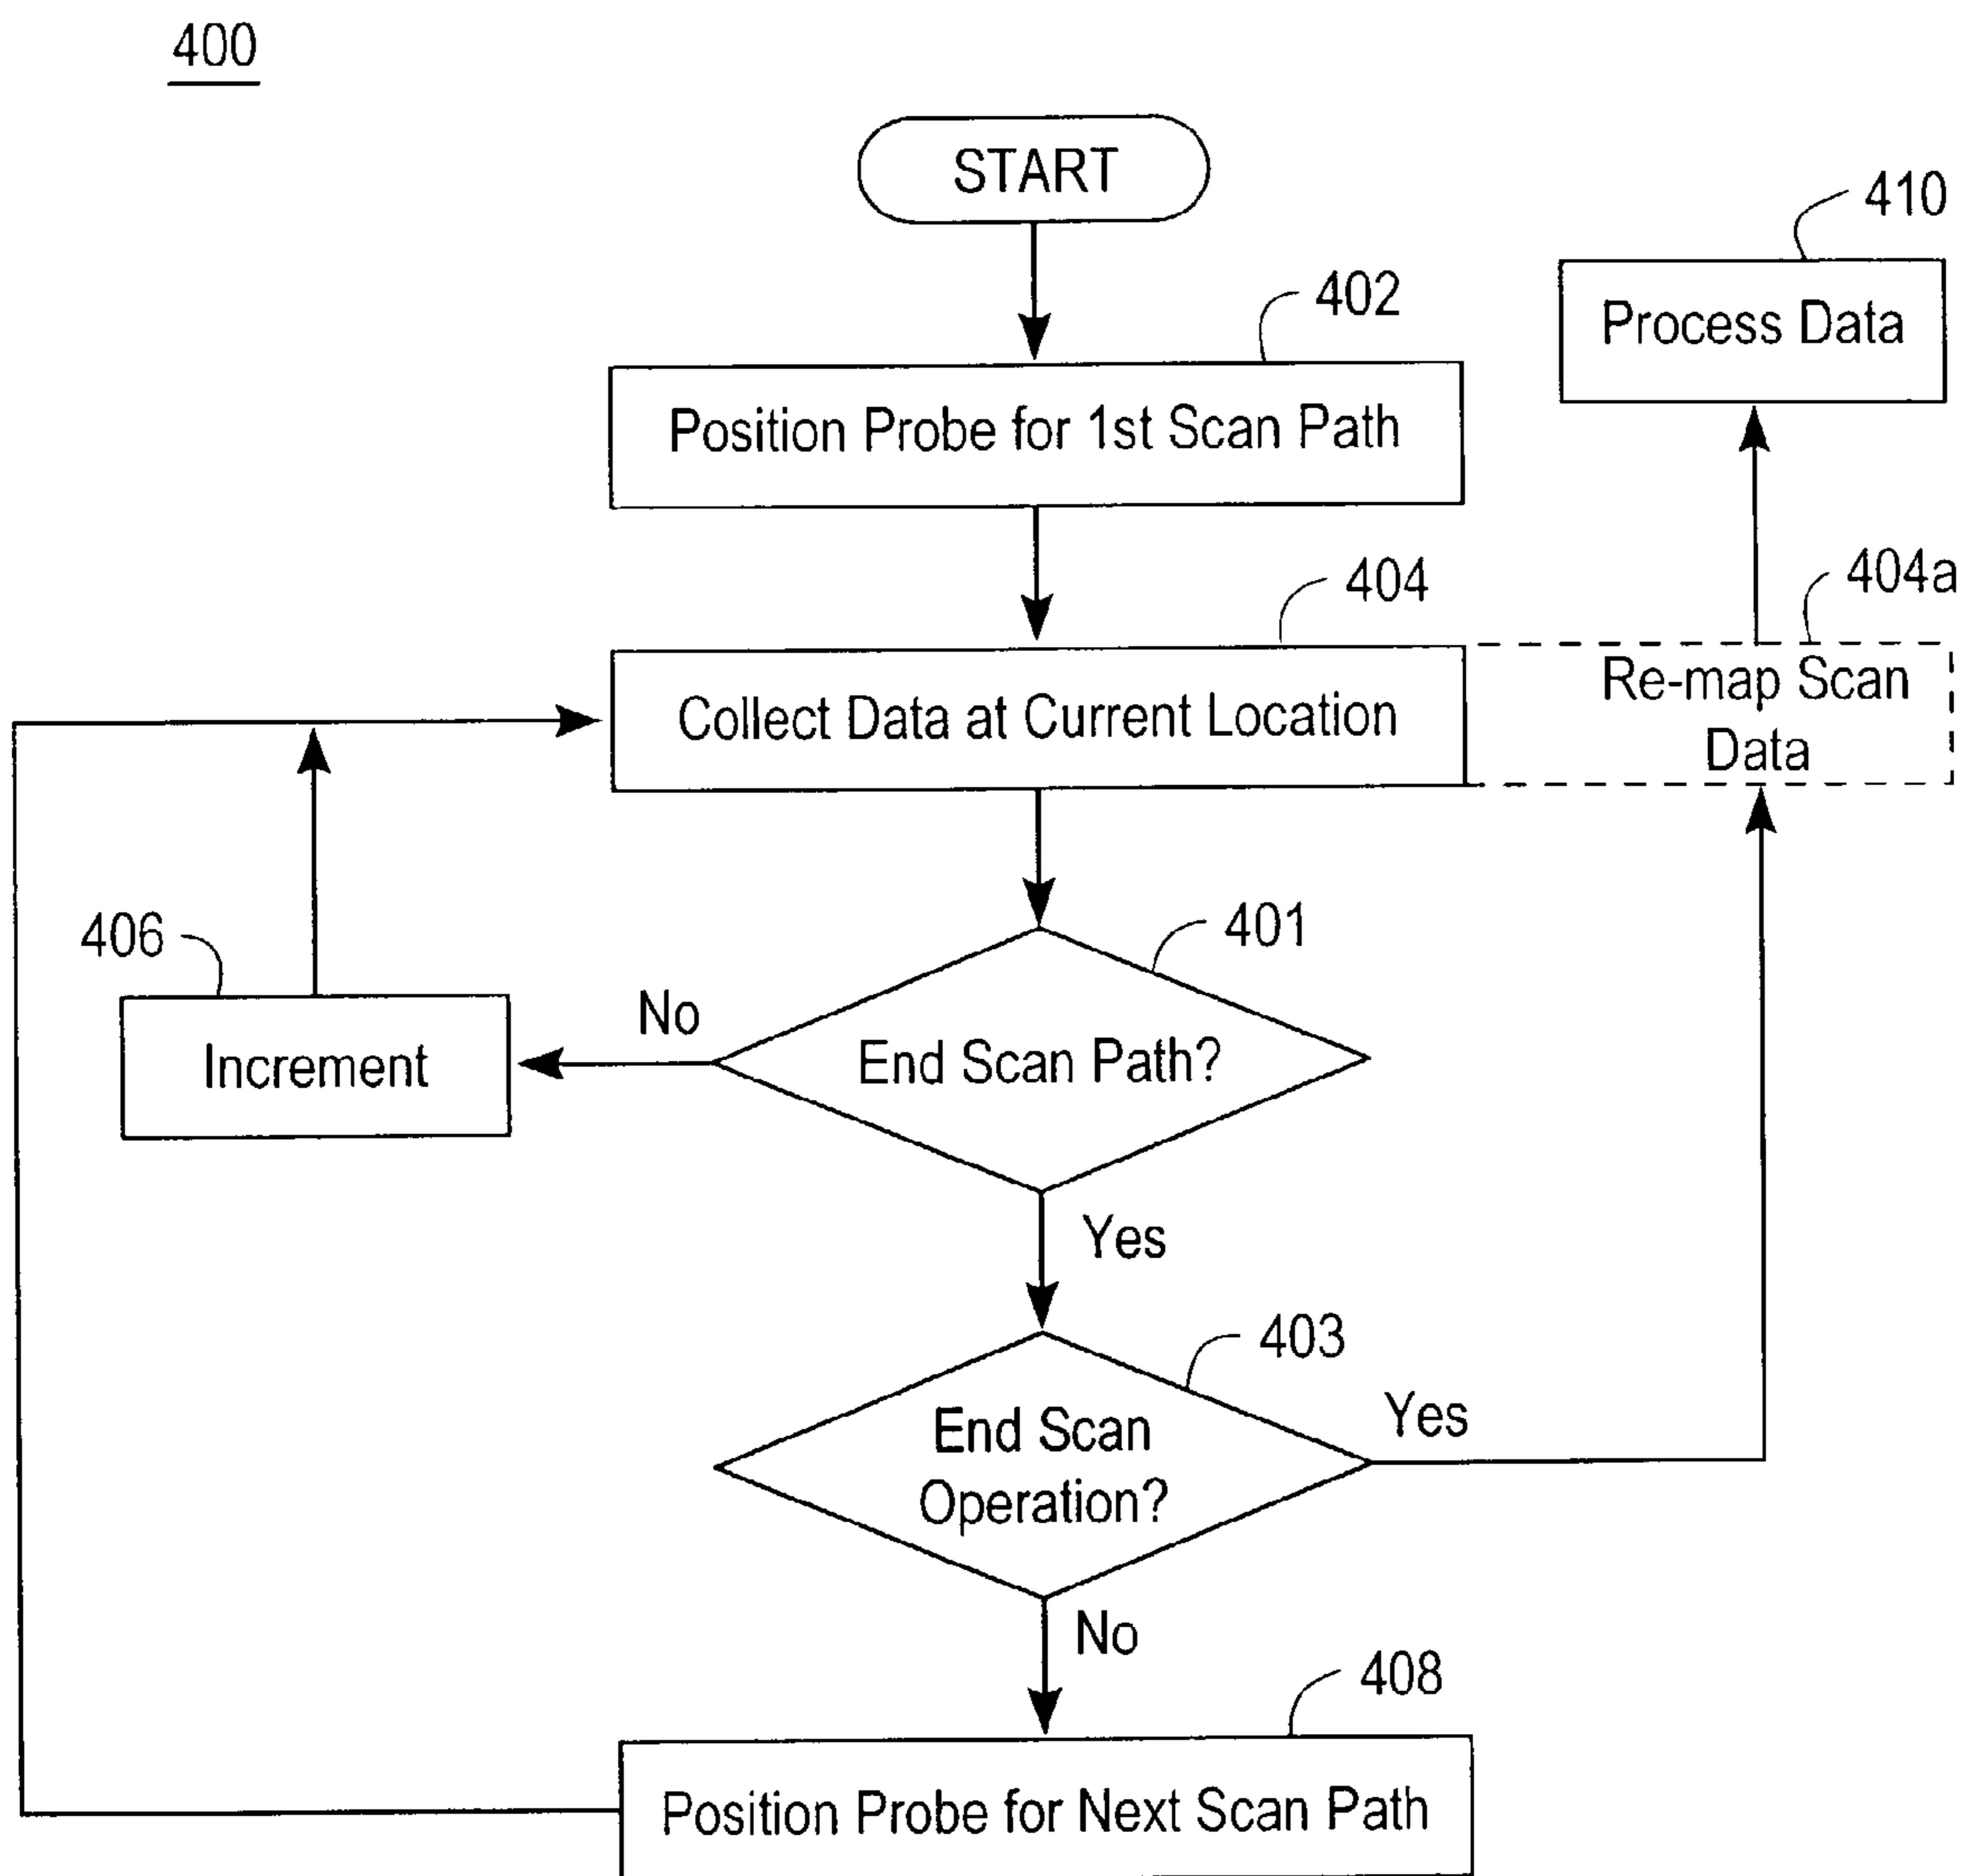 400
START
410
Process Data
402
Position Probe for 1st Scan Path
404
404a
Collect Data at Current Location
Re-map Scan
Data
406
401
Increment
No
End Scan Path?
Yes
403
End Scan
Operation?
Yes
No
408
Position Probe for Next Scan Path